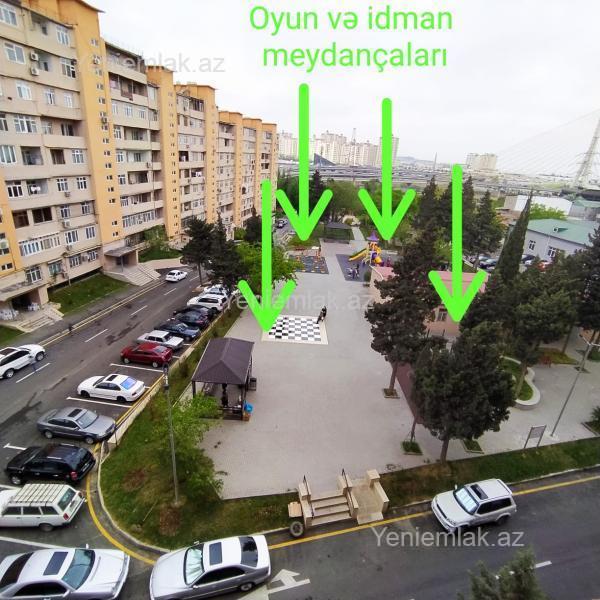 Oyun və idman
meydançaları
Yeniemlak.az
Yeniemlak.az
Yeniemlak.az